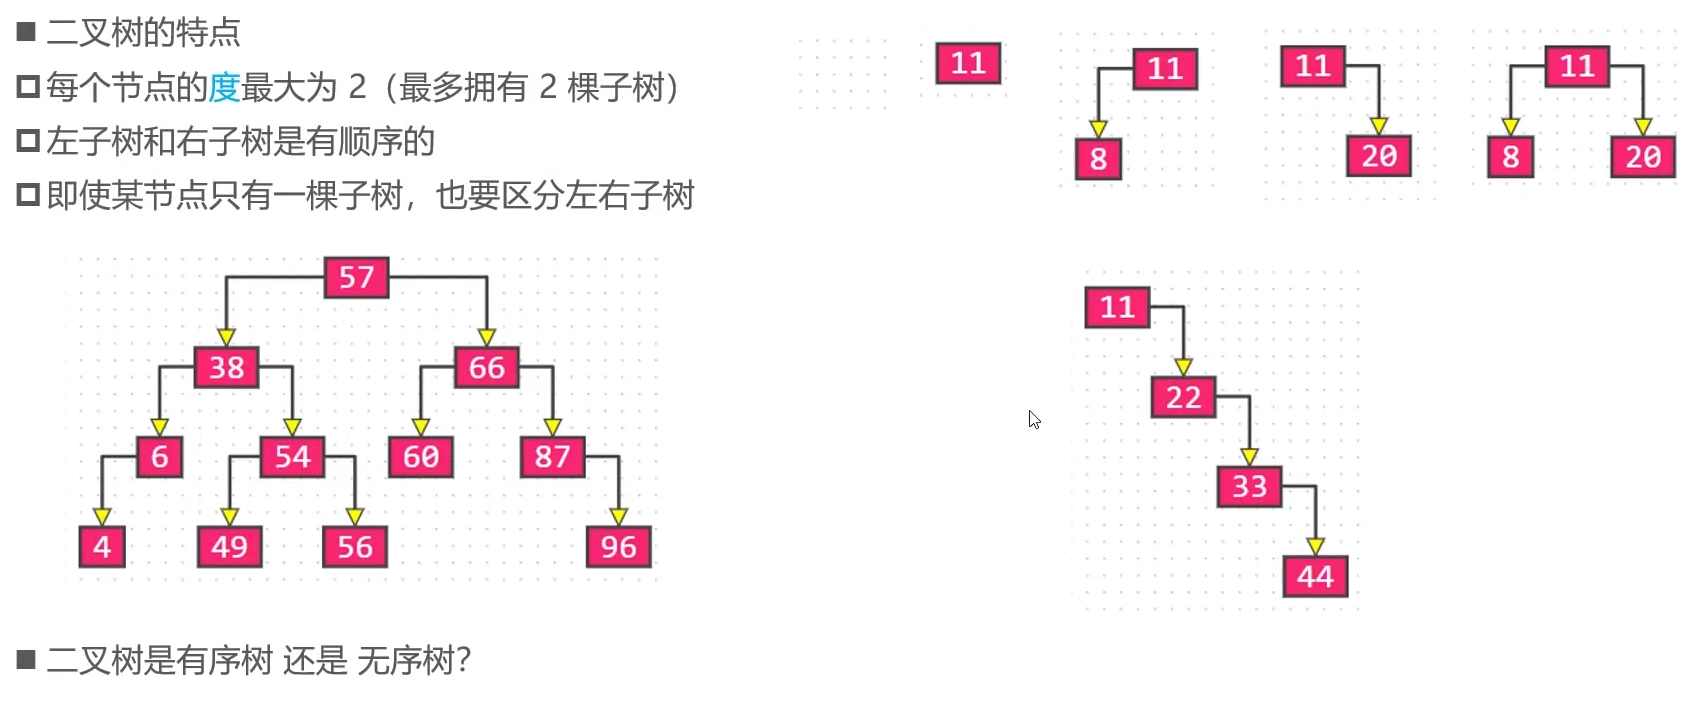 二叉树的特点
每个节点的度最大为 2（最多拥有 2 棵子树）
左子树和右子树是有顺序的
即使某节点只有一棵子树，也要区分左右子树
11
11
8
11
20
11
8 20
57
38 66
6 54 60 87
4 49 56 96
11
22
33
44
二叉树是有序树 还是 无序树？